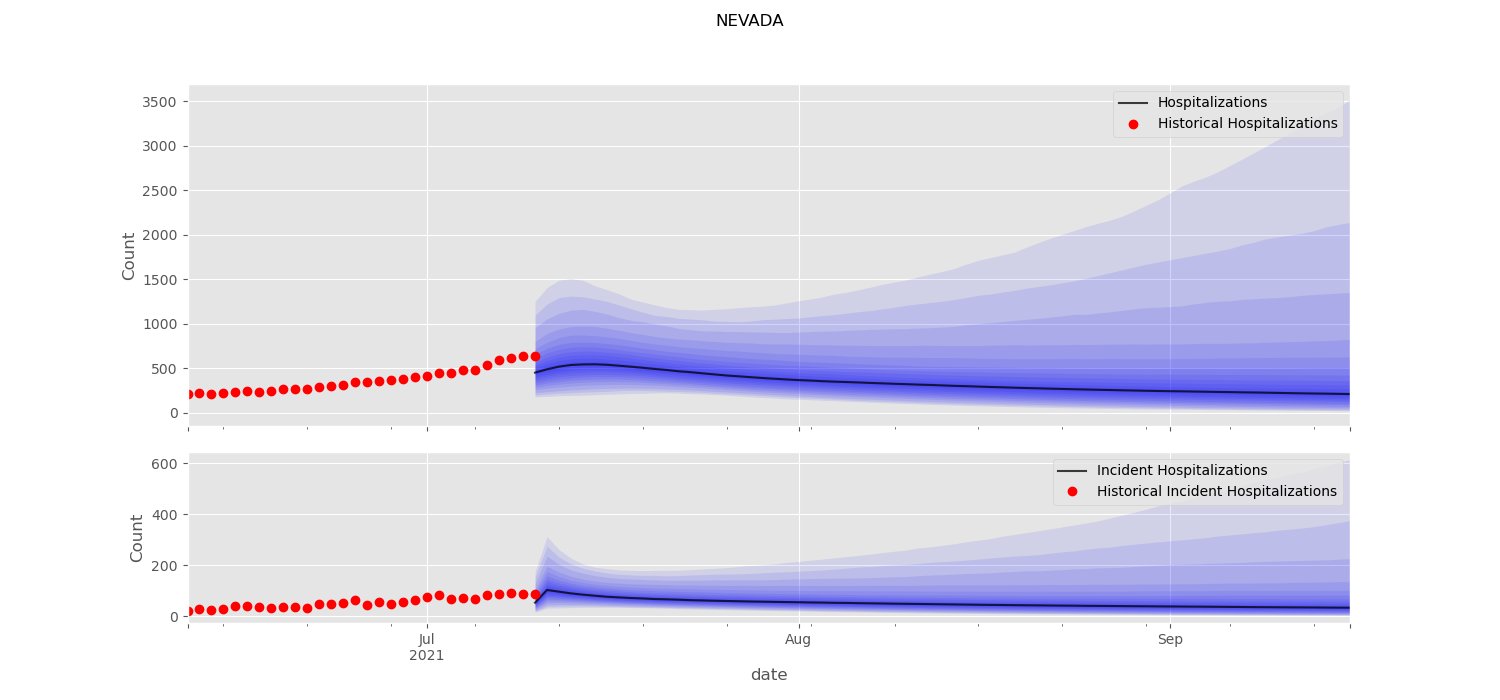 NEVADA
3500
3000
2500
2000
1500
1000
500
0
Count
Hospitalizations
Historical Hospitalizations
600
400
200
0
Count
Incident Hospitalizations
Historical Incident Hospitalizations
Jul
2021
Aug
Sep
date